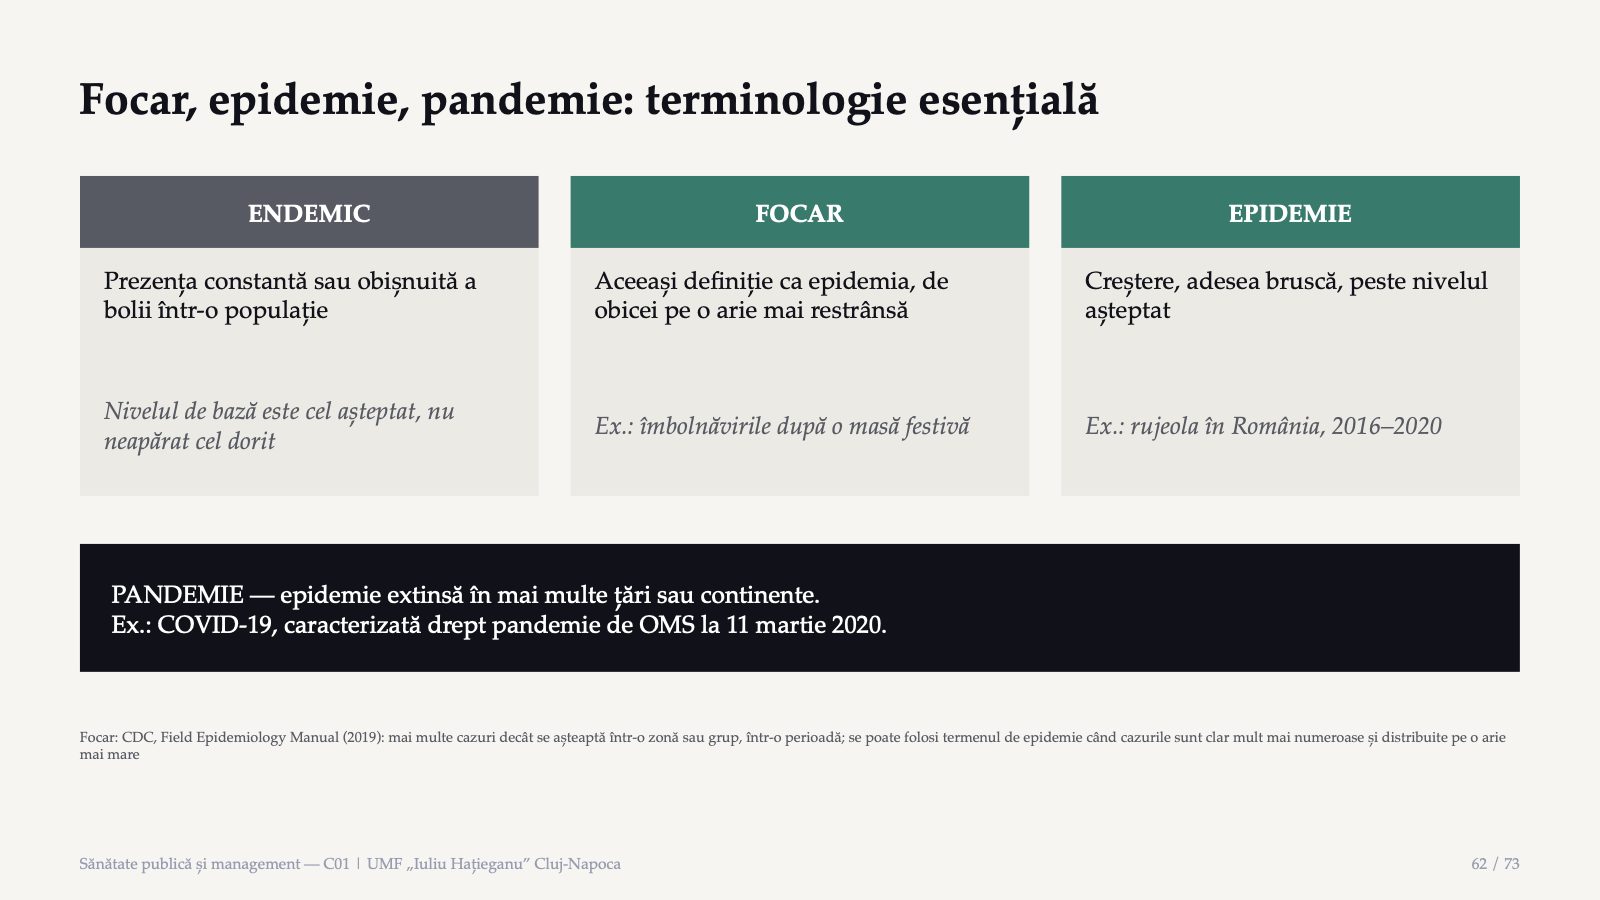 Focar, epidemie, pandemie: terminologie esențială
ENDEMIC
Prezența constantă sau obișnuită a
bolii într-o populație
Nivelul de bază este cel așteptat, nu
neapărat cel dorit
FOCAR
Aceeași definiție ca epidemia, de
obicei pe o arie mai restrânsă
Ex.: îmbolnăvirile după o masă festivă
EPIDEMIE
Creștere, adesea bruscă, peste nivelul
așteptat
Ex.: rujeola în România, 2016–2020
PANDEMIE — epidemie extinsă în mai multe țări sau continente.
Ex.: COVID-19, caracterizată drept pandemie de OMS la 11 martie 2020.
Focar: CDC, Field Epidemiology Manual (2019): mai multe cazuri decât se așteaptă într-o zonă sau grup, într-o perioadă; se poate folosi termenul de epidemie când cazurile sunt clar mult mai numeroase și distribuite pe o arie
mai mare
Sănătate publică și management — C01 | UMF „Iuliu Hațieganu” Cluj-Napoca
62 / 73